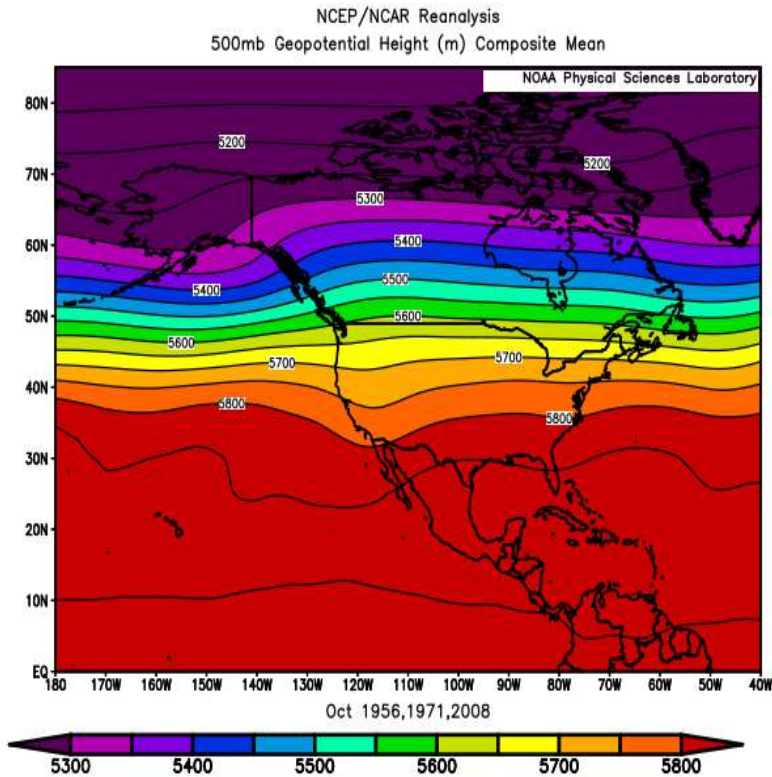 NCEP/NCAR Reanalysis
500mb Geopotential Height (m) Composite Mean
NOAA Physical Sciences Laboratory
80N
5200
70N
5200
5300
60N
5400
5400
5500
50N
5600
5600
5700
5700
40N
5800
5800
30N
20N
10N
EQ
180 170W 160W 150W 140W 130W 120W 110W 100W 90W 80W 70W 60W 50W 40W
Oct 1956,1971,2008
5300 5400 5500 5600 5700 5800